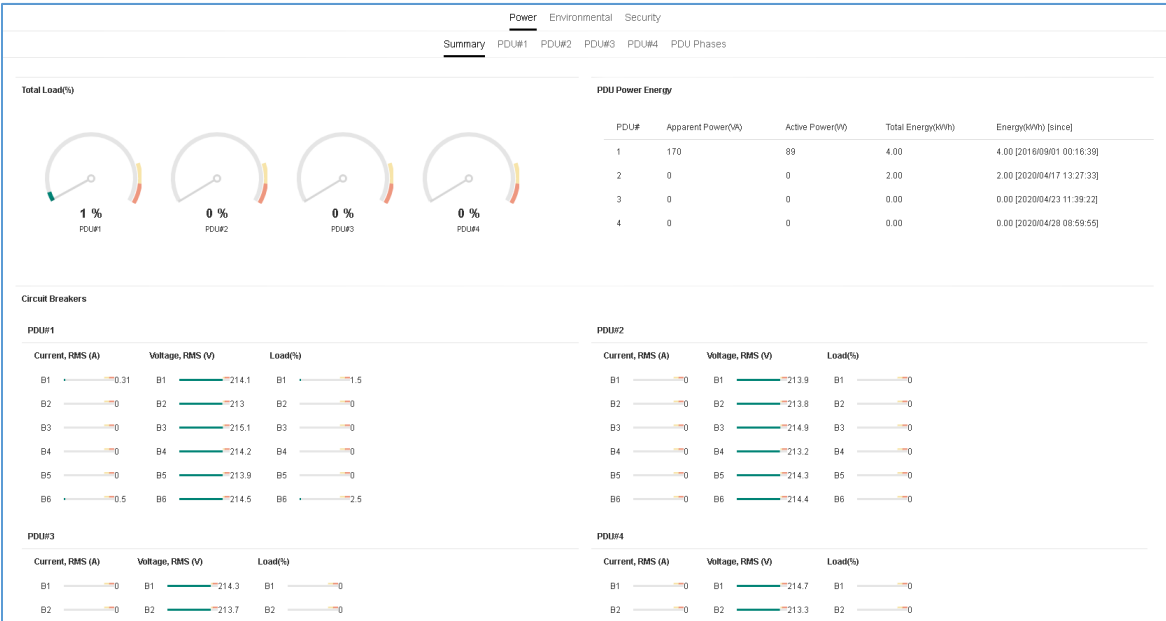 Power Environmental Security
Summary PDU#1 PDU#2 PDU#3 PDU#4 PDU Phases
Total Load(%)
1 % 0 % 0 % 0 %
PDU#1 PDU#2 PDU#3 PDU#4
PDU Power Energy
PDU# Apparent Power(VA) Active Power(W) Total Energy(kWh) Energy(kWh) [since]
1 170 89 4.00 4.00 [2016/09/01 00:16:39]
2 0 0 2.00 2.00 [2020/04/17 13:27:33]
3 0 0 0.00 0.00 [2020/04/23 11:39:22]
4 0 0 0.00 0.00 [2020/04/28 08:59:55]
Circuit Breakers
PDU#1
Current, RMS (A) Voltage, RMS (V) Load(%)
B1 0.31 B1 214.1 B1 1.5
B2 0 B2 213 B2 0
B3 0 B3 215.1 B3 0
B4 0 B4 214.2 B4 0
B5 0 B5 213.9 B5 0
B6 0.5 B6 214.5 B6 2.5
PDU#2
Current, RMS (A) Voltage, RMS (V) Load(%)
B1 0 B1 213.9 B1 0
B2 0 B2 213.8 B2 0
B3 0 B3 214.9 B3 0
B4 0 B4 213.2 B4 0
B5 0 B5 214.3 B5 0
B6 0 B6 214.4 B6 0
PDU#3
Current, RMS (A) Voltage, RMS (V) Load(%)
B1 0 B1 214.3 B1 0
B2 0 B2 213.7 B2 0
PDU#4
Current, RMS (A) Voltage, RMS (V) Load(%)
B1 0 B1 214.7 B1 0
B2 0 B2 213.3 B2 0